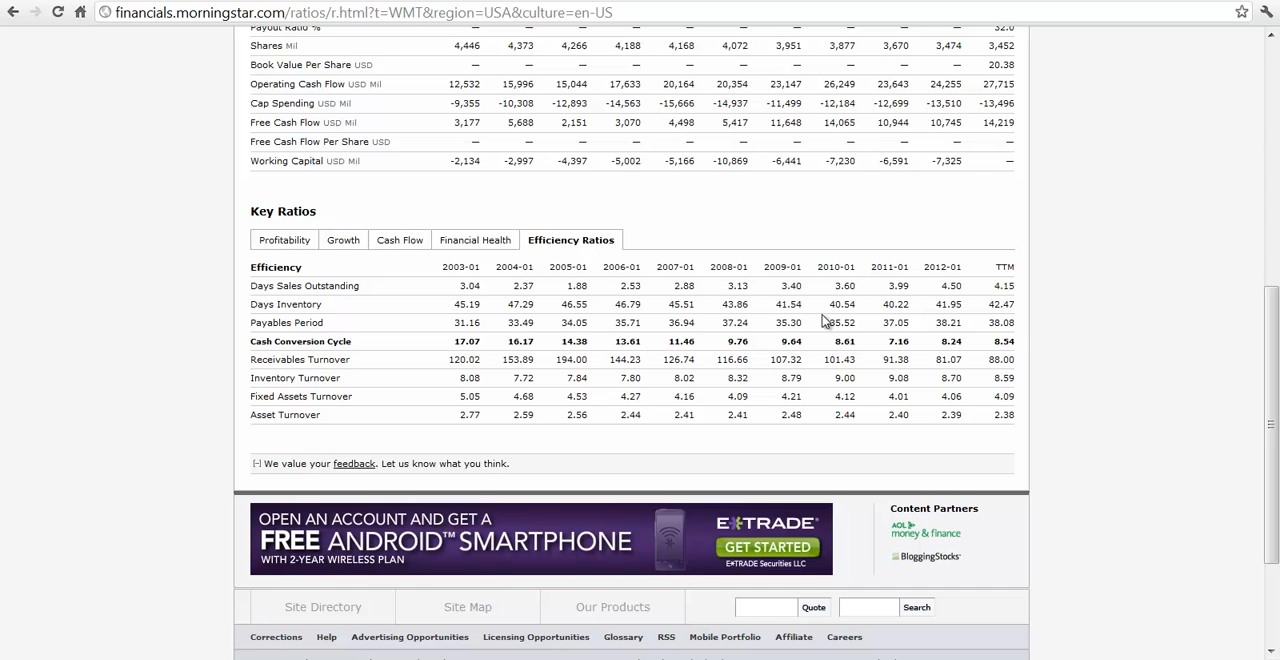 financials.morningstar.com/ratios/r.html?t=WMT&region=USA&culture=en-US
Payout Ratio % — — — — — — — — — — 32.0
Shares Mil 4,446 4,373 4,266 4,188 4,168 4,072 3,951 3,877 3,670 3,474 3,452
Book Value Per Share USD — — — — — — — — — — 20.38
Operating Cash Flow USD Mil 12,532 15,996 15,044 17,633 20,164 20,354 23,147 26,249 23,643 24,255 27,715
Cap Spending USD Mil -9,355 -10,308 -12,893 -14,563 -15,666 -14,937 -11,499 -12,184 -12,699 -13,510 -13,496
Free Cash Flow USD Mil 3,177 5,688 2,151 3,070 4,498 5,417 11,648 14,065 10,944 10,745 14,219
Free Cash Flow Per Share USD — — — — — — — — — — —
Working Capital USD Mil -2,134 -2,997 -4,397 -5,002 -5,166 -10,869 -6,441 -7,230 -6,591 -7,325 —
Key Ratios
Profitability Growth Cash Flow Financial Health Efficiency Ratios
Efficiency 2003-01 2004-01 2005-01 2006-01 2007-01 2008-01 2009-01 2010-01 2011-01 2012-01 TTM
Days Sales Outstanding 3.04 2.37 1.88 2.53 2.88 3.13 3.40 3.60 3.99 4.50 4.15
Days Inventory 45.19 47.29 46.55 46.79 45.51 43.86 41.54 40.54 40.22 41.95 42.47
Payables Period 31.16 33.49 34.05 35.71 36.94 37.24 35.30 35.52 37.05 38.21 38.08
Cash Conversion Cycle 17.07 16.17 14.38 13.61 11.46 9.76 9.64 8.61 7.16 8.24 8.54
Receivables Turnover 120.02 153.89 194.00 144.23 126.74 116.66 107.32 101.43 91.38 81.07 88.00
Inventory Turnover 8.08 7.72 7.84 7.80 8.02 8.32 8.79 9.00 9.08 8.70 8.59
Fixed Assets Turnover 5.05 4.68 4.53 4.27 4.16 4.09 4.21 4.12 4.01 4.06 4.09
Asset Turnover 2.77 2.59 2.56 2.44 2.41 2.41 2.48 2.44 2.40 2.39 2.38
[-] We value your feedback. Let us know what you think.
OPEN AN ACCOUNT AND GET A
FREE ANDROID™ SMARTPHONE
WITH 2-YEAR WIRELESS PLAN
E*TRADE®
GET STARTED
E*TRADE Securities LLC
Content Partners
AOL
money & finance
BloggingStocks
Site Directory Site Map Our Products Quote Search
Corrections Help Advertising Opportunities Licensing Opportunities Glossary RSS Mobile Portfolio Affiliate Careers